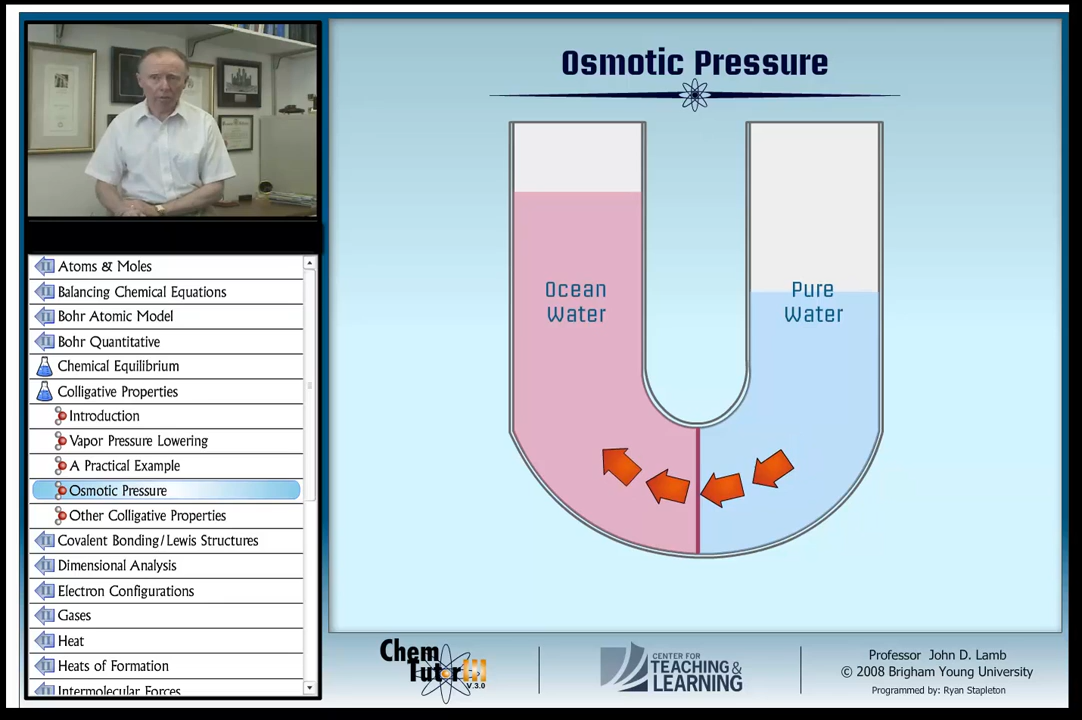 Osmotic Pressure
Ocean
Water
Pure
Water
Atoms & Moles
Balancing Chemical Equations
Bohr Atomic Model
Bohr Quantitative
Chemical Equilibrium
Colligative Properties
Introduction
Vapor Pressure Lowering
A Practical Example
Osmotic Pressure
Other Colligative Properties
Covalent Bonding/Lewis Structures
Dimensional Analysis
Electron Configurations
Gases
Heat
Heats of Formation
Intermolecular Forces
Chem
Tutor
V.3.0
CENTER FOR
TEACHING &
LEARNING
Professor John D. Lamb
© 2008 Brigham Young University
Programmed by: Ryan Stapleton